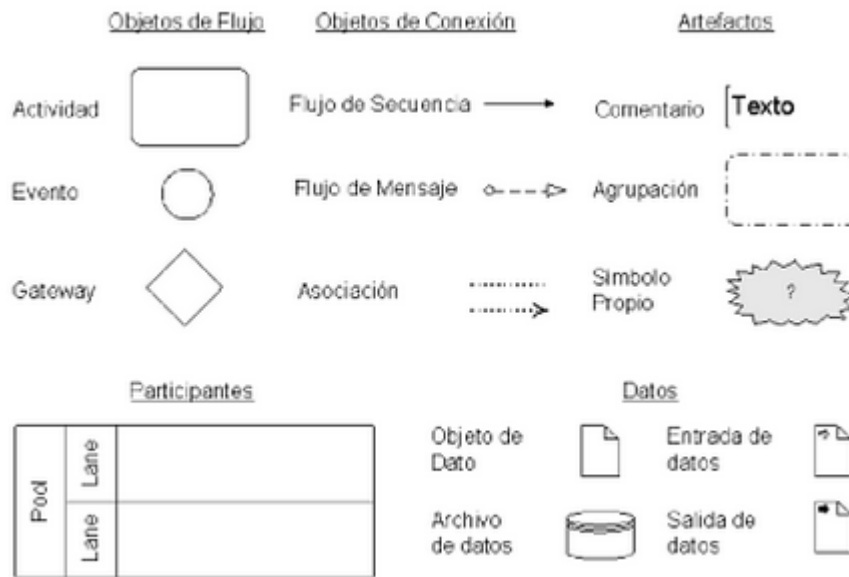 Objetos de Flujo
Objetos de Conexión
Artefactos
Actividad
Flujo de Secuencia
Comentario
Texto
Evento
Flujo de Mensaje
Agrupación
Gateway
Asociación
Símbolo
Propio
?
Participantes
Datos
Pool
Lane
Lane
Objeto de
Dato
Entrada de
datos
Archivo
de datos
Salida de
datos